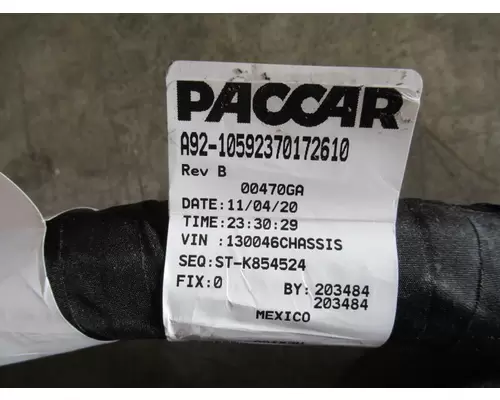 PACCAR
A92-10592370172610
Rev B
00470GA
DATE:11/04/20
TIME:23:30:29
VIN :130046CHASSIS
SEQ:ST-K854524
FIX:0 BY: 203484
203484
MEXICO